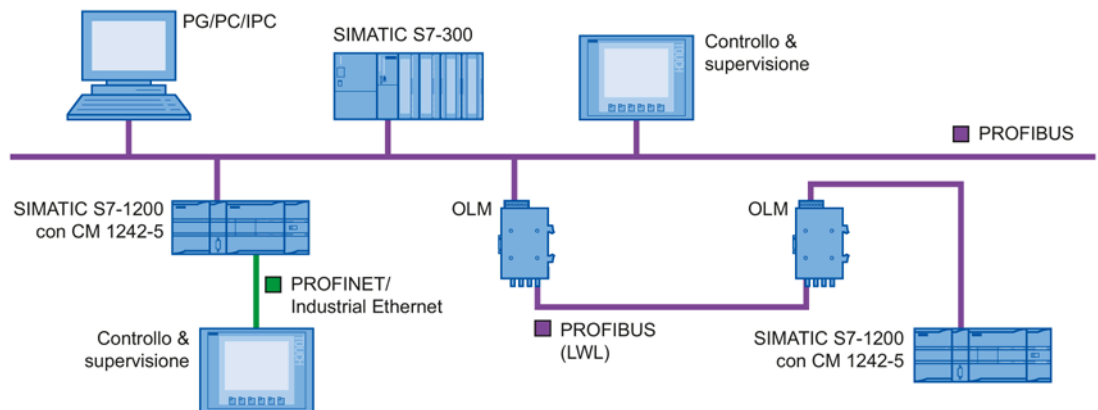 PG/PC/IPC
SIMATIC S7-300
Controllo &
supervisione
PROFIBUS
SIMATIC S7-1200
con CM 1242-5
OLM
OLM
PROFINET/
Industrial Ethernet
PROFIBUS
(LWL)
Controllo &
supervisione
SIMATIC S7-1200
con CM 1242-5